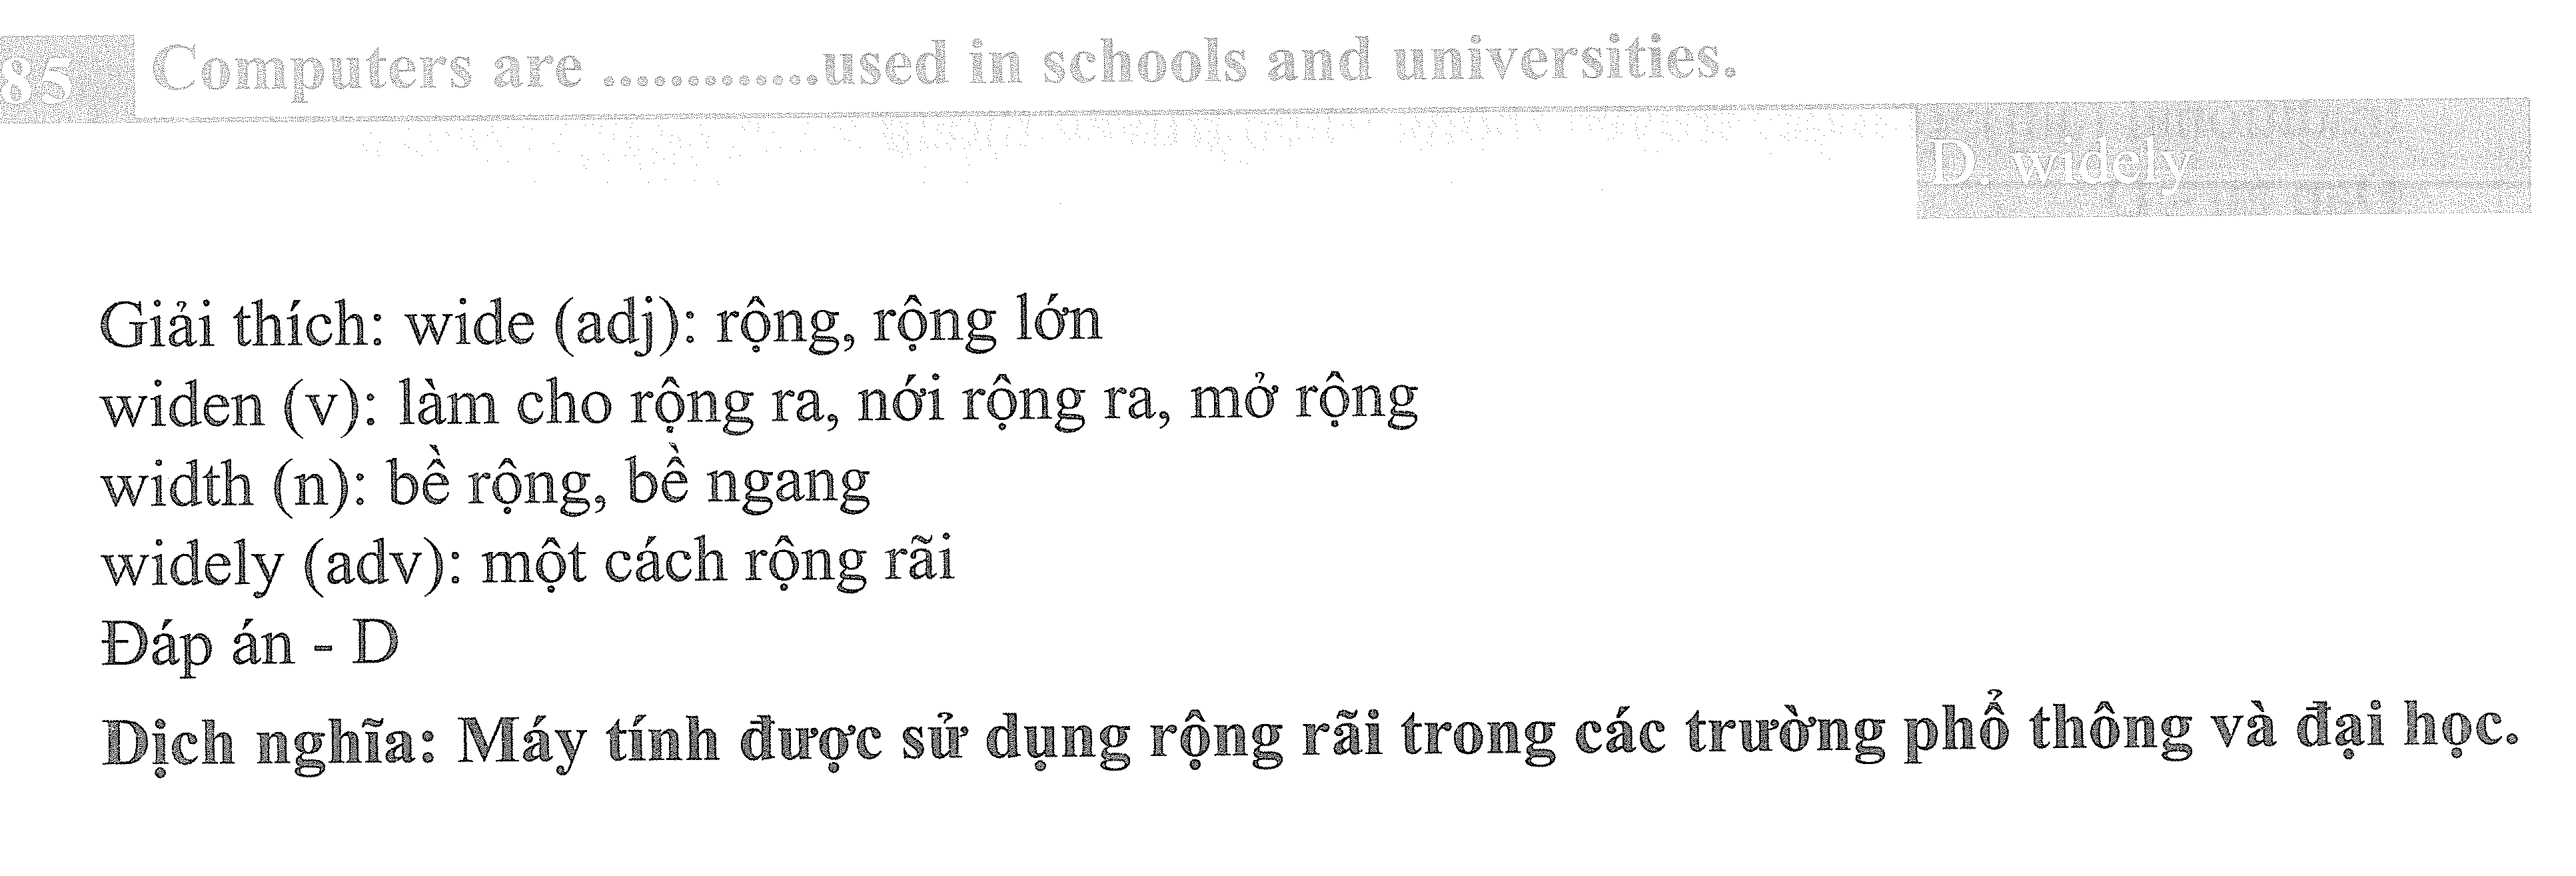 85 Computers are .............used in schools and universities.
D. widely
Giải thích: wide (adj): rộng, rộng lớn
widen (v): làm cho rộng ra, nới rộng ra, mở rộng
width (n): bề rộng, bề ngang
widely (adv): một cách rộng rãi
Đáp án - D
Dịch nghĩa: Máy tính được sử dụng rộng rãi trong các trường phổ thông và đại học.